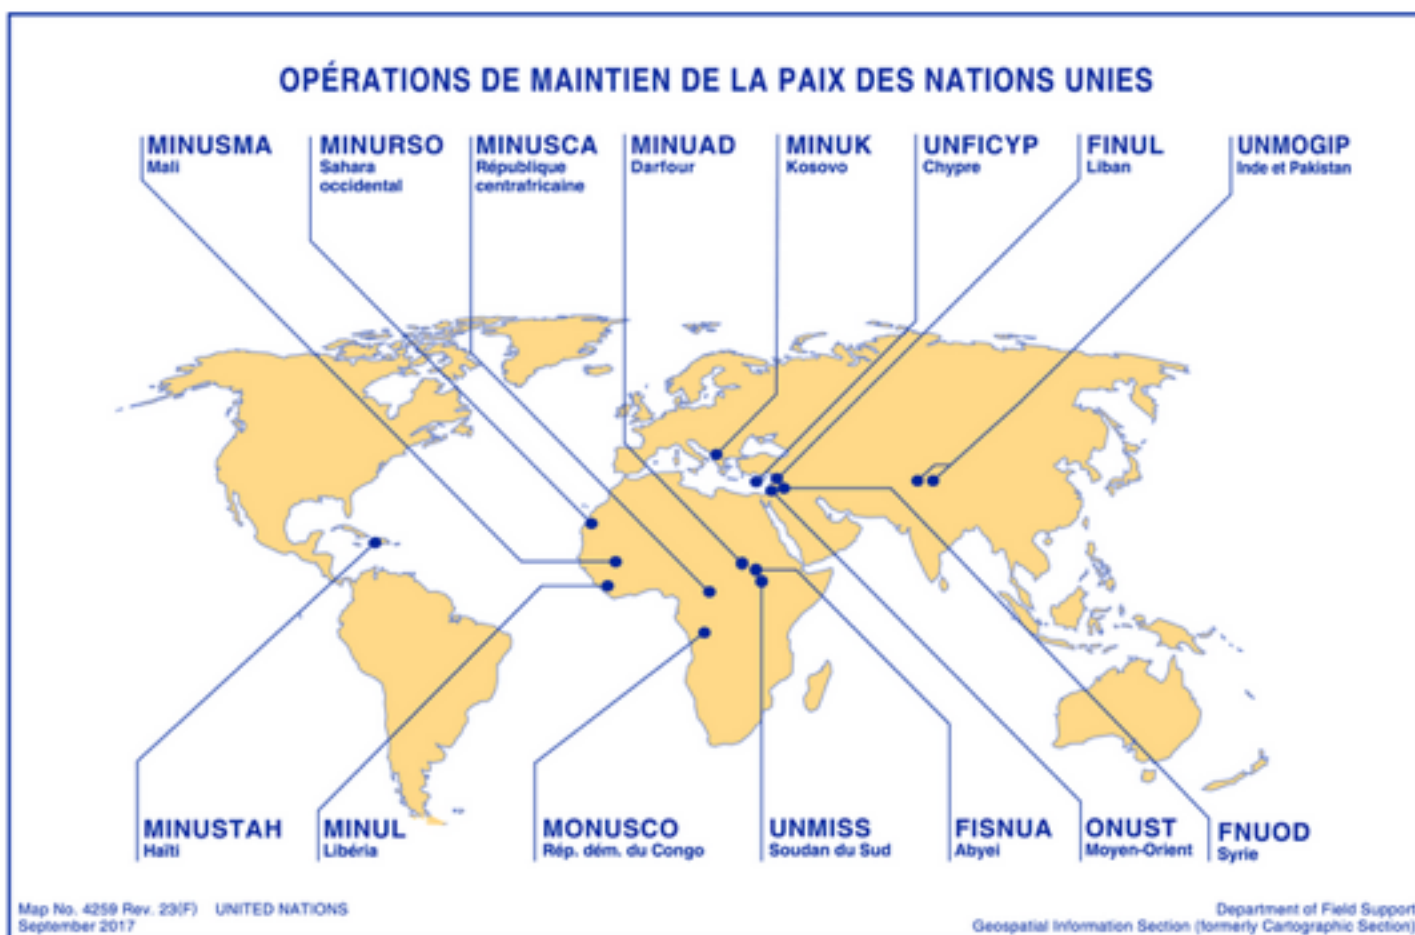 OPÉRATIONS DE MAINTIEN DE LA PAIX DES NATIONS UNIES
MINUSMA
Mali
MINURSO
Sahara
occidental
MINUSCA
République
centrafricaine
MINUAD
Darfour
MINUK
Kosovo
UNFICYP
Chypre
FINUL
Liban
UNMOGIP
Inde et Pakistan
MINUSTAH
Haïti
MINUL
Libéria
MONUSCO
Rép. dém. du Congo
UNMISS
Soudan du Sud
FISNUA
Abyei
ONUST
Moyen-Orient
FNUOD
Syrie
Map No. 4259 Rev. 23(F) UNITED NATIONS
September 2017
Department of Field Support
Geospatial Information Section (formerly Cartographic Section)